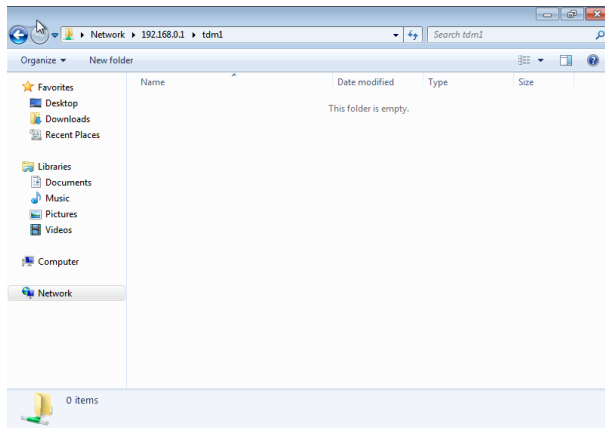 Network ▸ 192.168.0.1 ▸ tdm1
Search tdm1
Organize New folder
Favorites
Desktop
Downloads
Recent Places
Libraries
Documents
Music
Pictures
Videos
Computer
Network
Name Date modified Type Size
This folder is empty.
0 items